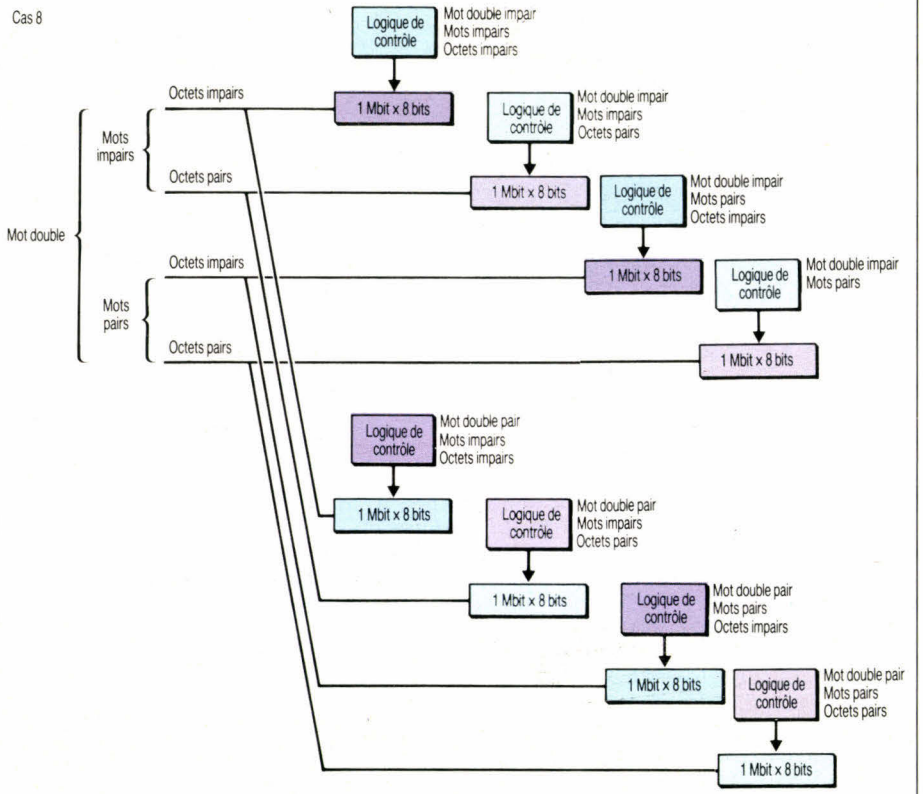 Cas 8
Logique de
contrôle
Mot double impair
Mots impairs
Octets impairs
Octets impairs
1 Mbit x 8 bits
Logique de
contrôle
Mot double impair
Mots impairs
Octets pairs
Mots
impairs
Octets pairs
1 Mbit x 8 bits
Logique de
contrôle
Mot double impair
Mots pairs
Octets impairs
Mot double
Octets impairs
1 Mbit x 8 bits
Logique de
contrôle
Mot double impair
Mots pairs
Mots
pairs
Octets pairs
1 Mbit x 8 bits
Logique de
contrôle
Mot double pair
Mots impairs
Octets impairs
1 Mbit x 8 bits
Logique de
contrôle
Mot double pair
Mots impairs
Octets pairs
1 Mbit x 8 bits
Logique de
contrôle
Mot double pair
Mots pairs
Octets impairs
1 Mbit x 8 bits
Logique de
contrôle
Mot double pair
Mots pairs
Octets pairs
1 Mbit x 8 bits